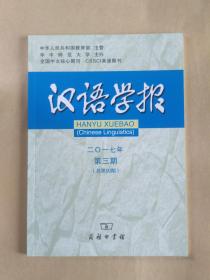 中华人民共和国教育部 主管
华中师范大学 主办
全国中文核心期刊 CSSCI来源期刊
汉语学报
HANYU XUEBAO
(Chinese Linguistics)
二○一七年
第三期
商务印书馆